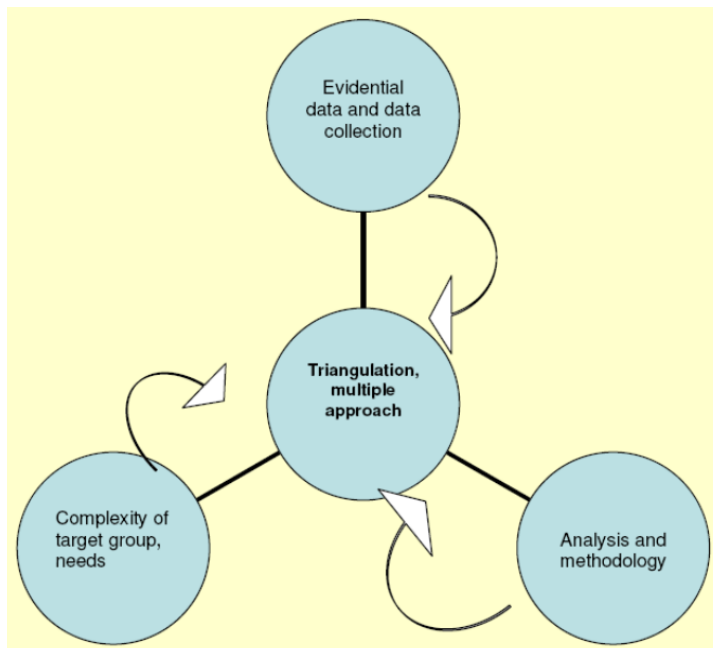 Evidential
data and data
collection
Triangulation,
multiple
approach
Complexity of
target group,
needs
Analysis and
methodology